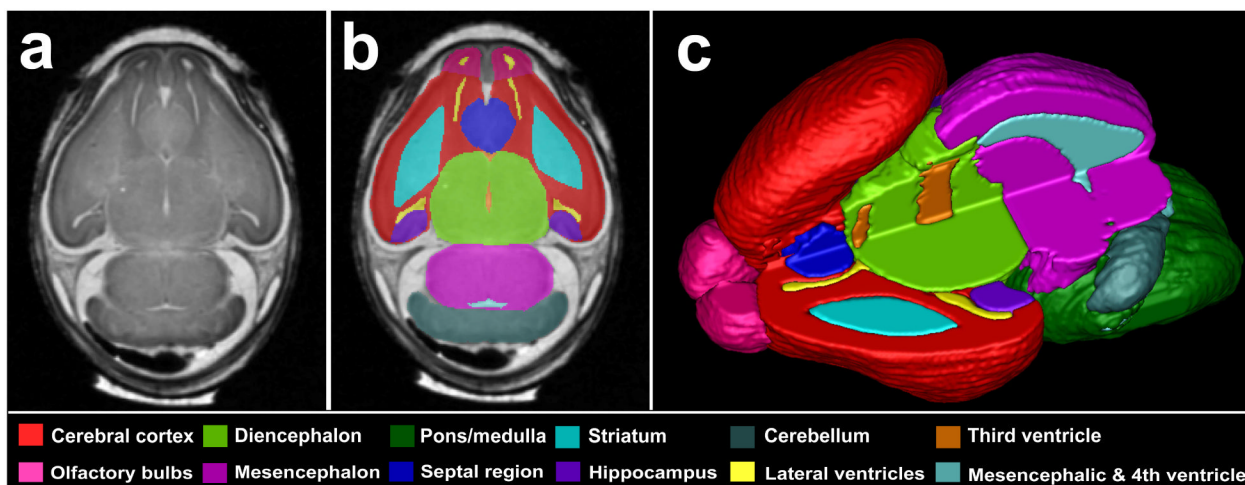 a b c
Cerebral cortex Diencephalon Pons/medulla Striatum Cerebellum Third ventricle
Olfactory bulbs Mesencephalon Septal region Hippocampus Lateral ventricles Mesencephalic & 4th ventricle